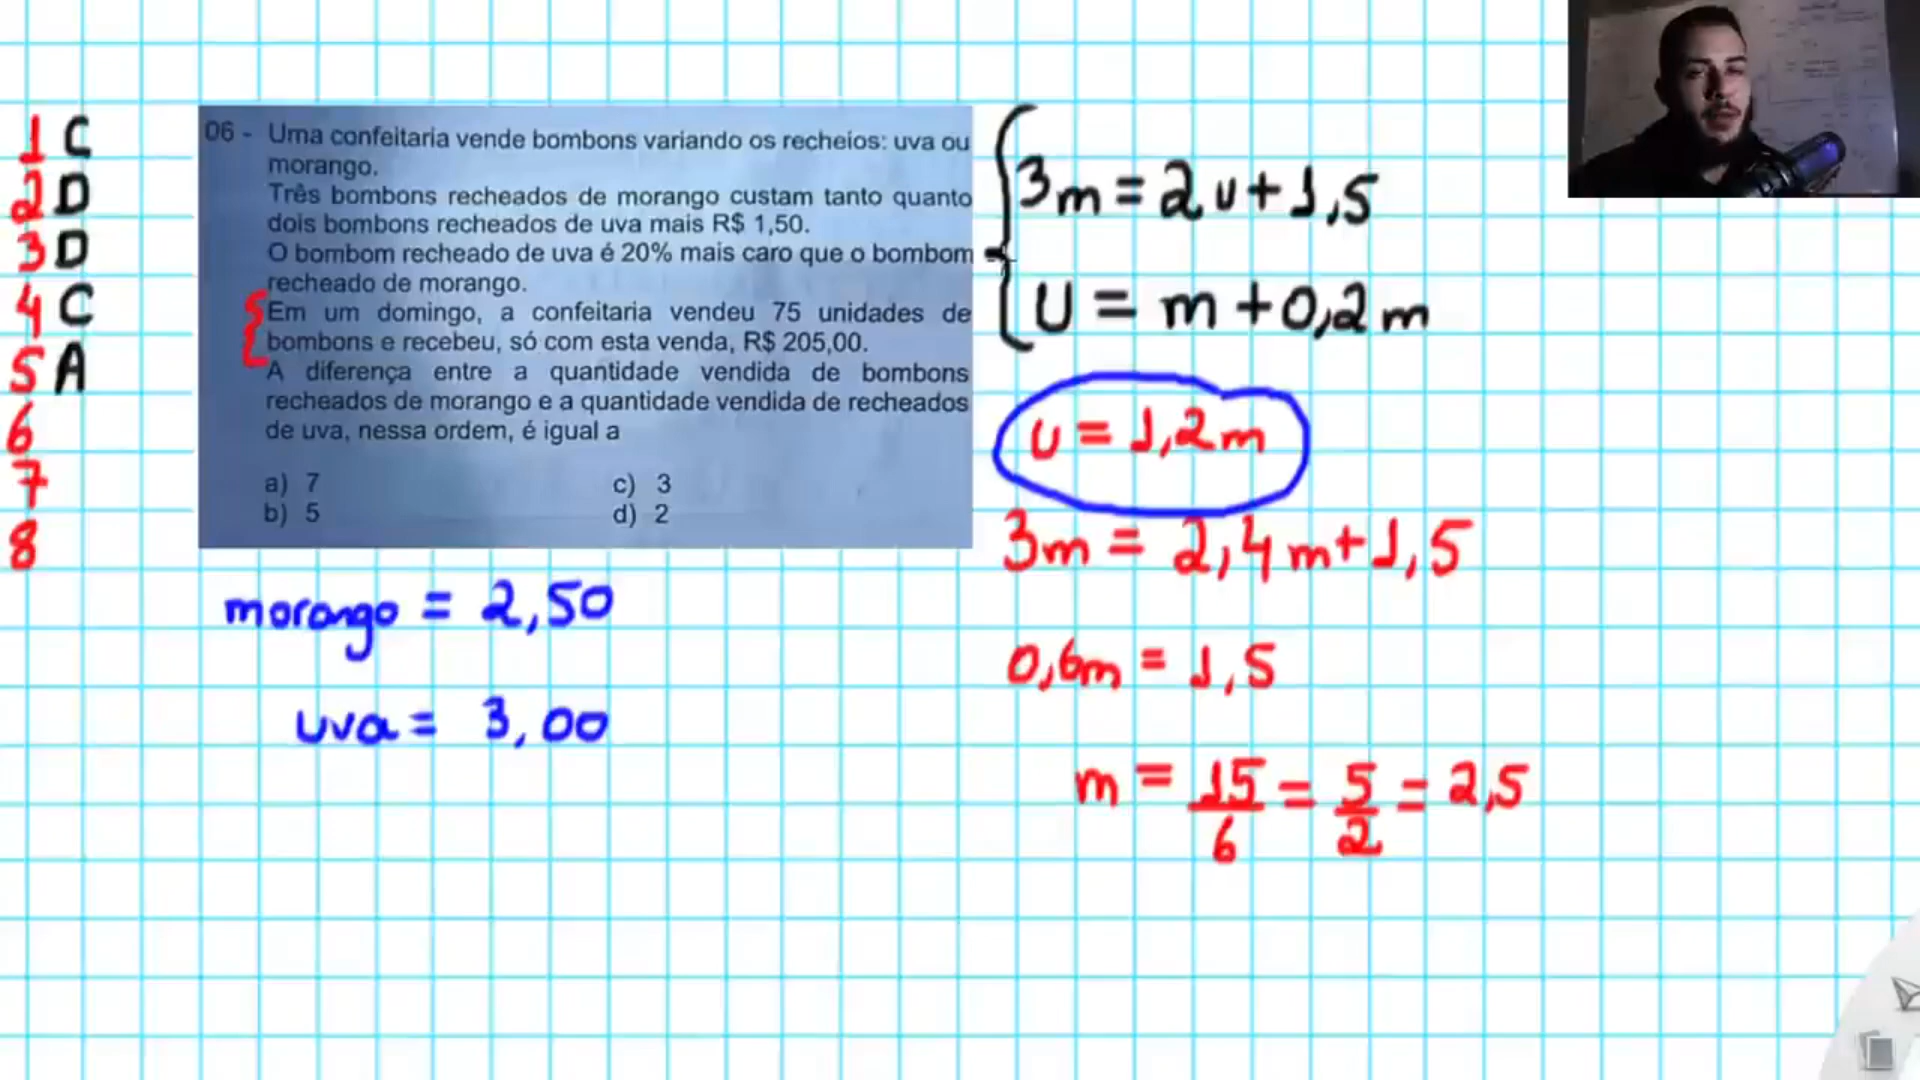 1 C
2 D
3 D
4 C
5 A
6
7
8
06 - Uma confeitaria vende bombons variando os recheios: uva ou
morango.
Três bombons recheados de morango custam tanto quanto
dois bombons recheados de uva mais R$ 1,50.
O bombom recheado de uva é 20% mais caro que o bombom
recheado de morango.
Em um domingo, a confeitaria vendeu 75 unidades de
bombons e recebeu, só com esta venda, R$ 205,00.
A diferença entre a quantidade vendida de bombons
recheados de morango e a quantidade vendida de recheados
de uva, nessa ordem, é igual a
a) 7
b) 5
c) 3
d) 2
morango = 2,50
uva = 3,00
3m = 2u + 1,5
U = m + 0,2m
u = 1,2m
3m = 2,4m + 1,5
0,6m = 1,5
m = 15/6 = 5/2 = 2,5